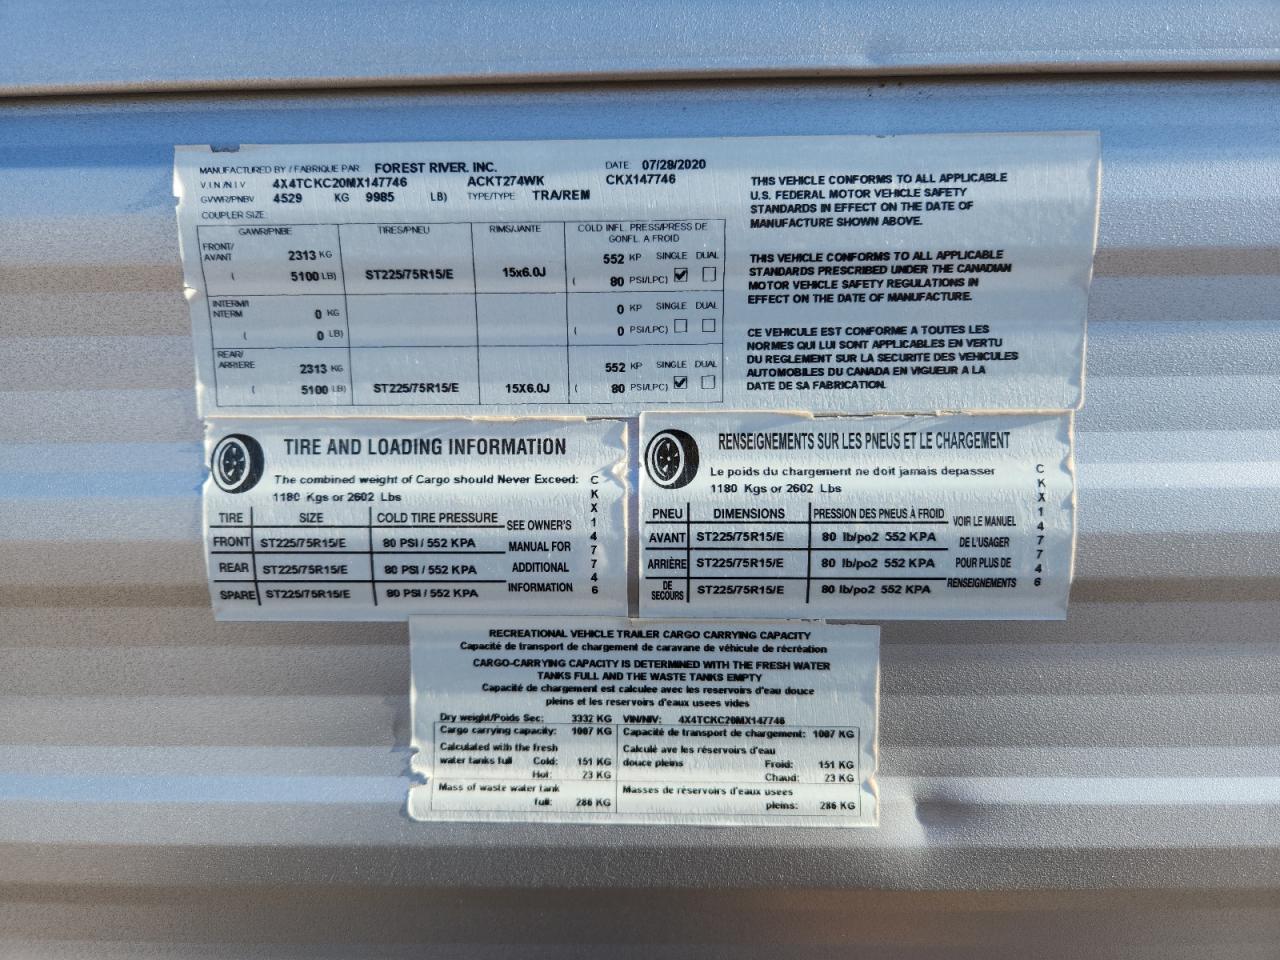 MANUFACTURED BY / FABRIQUE PAR FOREST RIVER, INC. DATE 07/28/2020
V.I.N./N.I.V 4X4TCKC20MX147746 ACKT274WK CKX147746
GVWR/PNBV 4529 KG 9985 LB) TYPE/TYPE TRA/REM
COUPLER SIZE:
GAWR/PNBE TIRES/PNEU RIMS/JANTE COLD INFL. PRESS/PRESS DE
GONFL. A FROID
FRONT/
AVANT 2313 KG 552 KP SINGLE DUAL
( 5100 LB) ST225/75R15/E 15x6.0J ( 80 PSI/LPC)
INTERM/
INTERM 0 KG 0 KP SINGLE DUAL
( 0 LB) ( 0 PSI/LPC)
REAR/
ARRIERE 2313 KG 552 KP SINGLE DUAL
( 5100 LB) ST225/75R15/E 15X6.0J ( 80 PSI/LPC)
THIS VEHICLE CONFORMS TO ALL APPLICABLE
U.S. FEDERAL MOTOR VEHICLE SAFETY
STANDARDS IN EFFECT ON THE DATE OF
MANUFACTURE SHOWN ABOVE.
THIS VEHICLE CONFORMS TO ALL APPLICABLE
STANDARDS PRESCRIBED UNDER THE CANADIAN
MOTOR VEHICLE SAFETY REGULATIONS IN
EFFECT ON THE DATE OF MANUFACTURE.
CE VEHICULE EST CONFORME A TOUTES LES
NORMES QUI LUI SONT APPLICABLES EN VERTU
DU REGLEMENT SUR LA SECURITE DES VEHICULES
AUTOMOBILES DU CANADA EN VIGUEUR A LA
DATE DE SA FABRICATION.
TIRE AND LOADING INFORMATION
The combined weight of Cargo should Never Exceed:
1180 Kgs or 2602 Lbs
TIRE SIZE COLD TIRE PRESSURE
FRONT ST225/75R15/E 80 PSI / 552 KPA
REAR ST225/75R15/E 80 PSI / 552 KPA
SPARE ST225/75R15/E 80 PSI / 552 KPA
SEE OWNER'S
MANUAL FOR
ADDITIONAL
INFORMATION
CKX147746
RENSEIGNEMENTS SUR LES PNEUS ET LE CHARGEMENT
Le poids du chargement ne doit jamais depasser
1180 Kgs or 2602 Lbs
PNEU DIMENSIONS PRESSION DES PNEUS À FROID
AVANT ST225/75R15/E 80 lb/po2 552 KPA
ARRIÈRE ST225/75R15/E 80 lb/po2 552 KPA
DE
SECOURS ST225/75R15/E 80 lb/po2 552 KPA
VOIR LE MANUEL
DE L'USAGER
POUR PLUS DE
RENSEIGNEMENTS
CKX147746
RECREATIONAL VEHICLE TRAILER CARGO CARRYING CAPACITY
Capacité de transport de chargement de caravane de véhicule de récréation
CARGO-CARRYING CAPACITY IS DETERMINED WITH THE FRESH WATER
TANKS FULL AND THE WASTE TANKS EMPTY
Capacité de chargement est calculee avec les reservoirs d'eau douce
pleins et les reservoirs d'eaux usees vides
Dry weight/Poids Sec: 3332 KG VIN/NIV: 4X4TCKC20MX147746
Cargo carrying capacity: 1007 KG Capacité de transport de chargement: 1007 KG
Calculated with the fresh Calculé ave les réservoirs d'eau
water tanks full Cold: 151 KG douce pleins Froid: 151 KG
Hot: 23 KG Chaud: 23 KG
Mass of waste water tank Masses de réservoirs d'eaux usees
full: 286 KG pleins: 286 KG